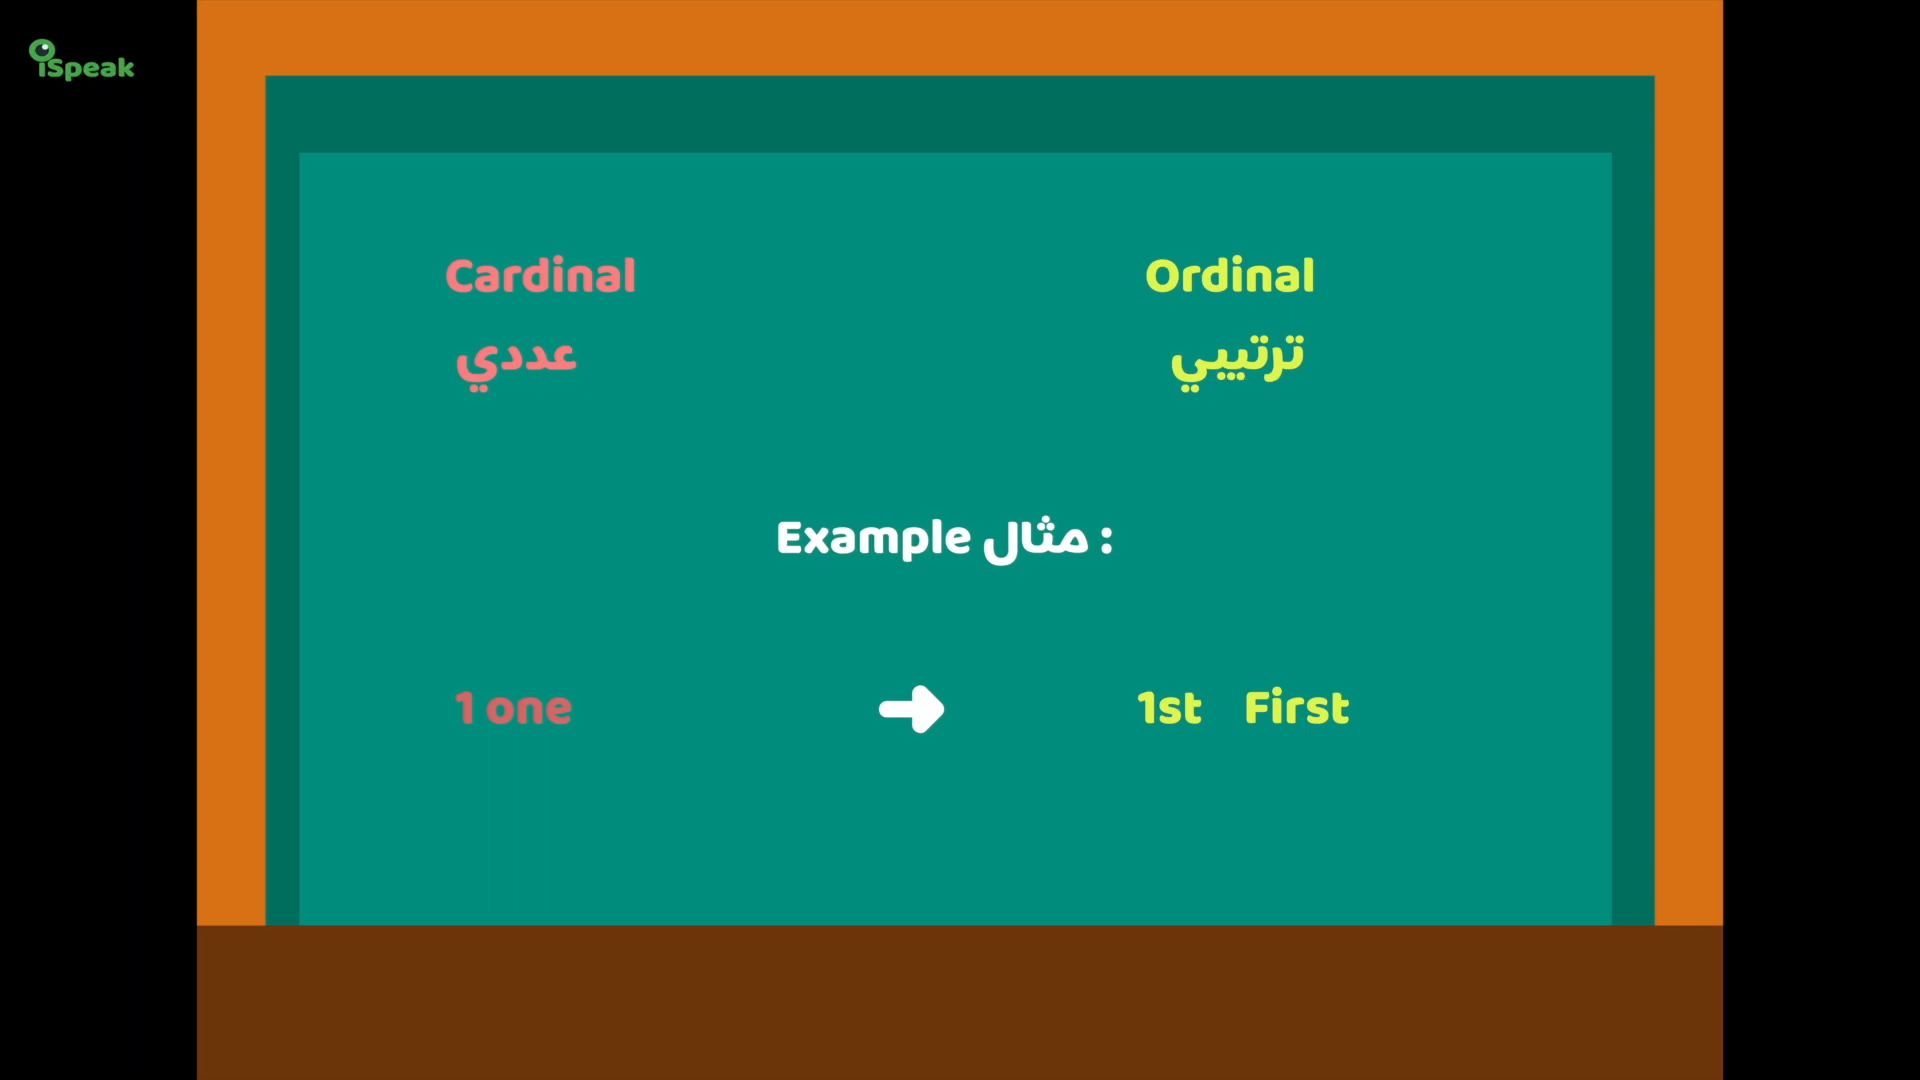 iSpeak
Cardinal Ordinal
عددي ترتيبي
Example مثال :
1 one 1st First